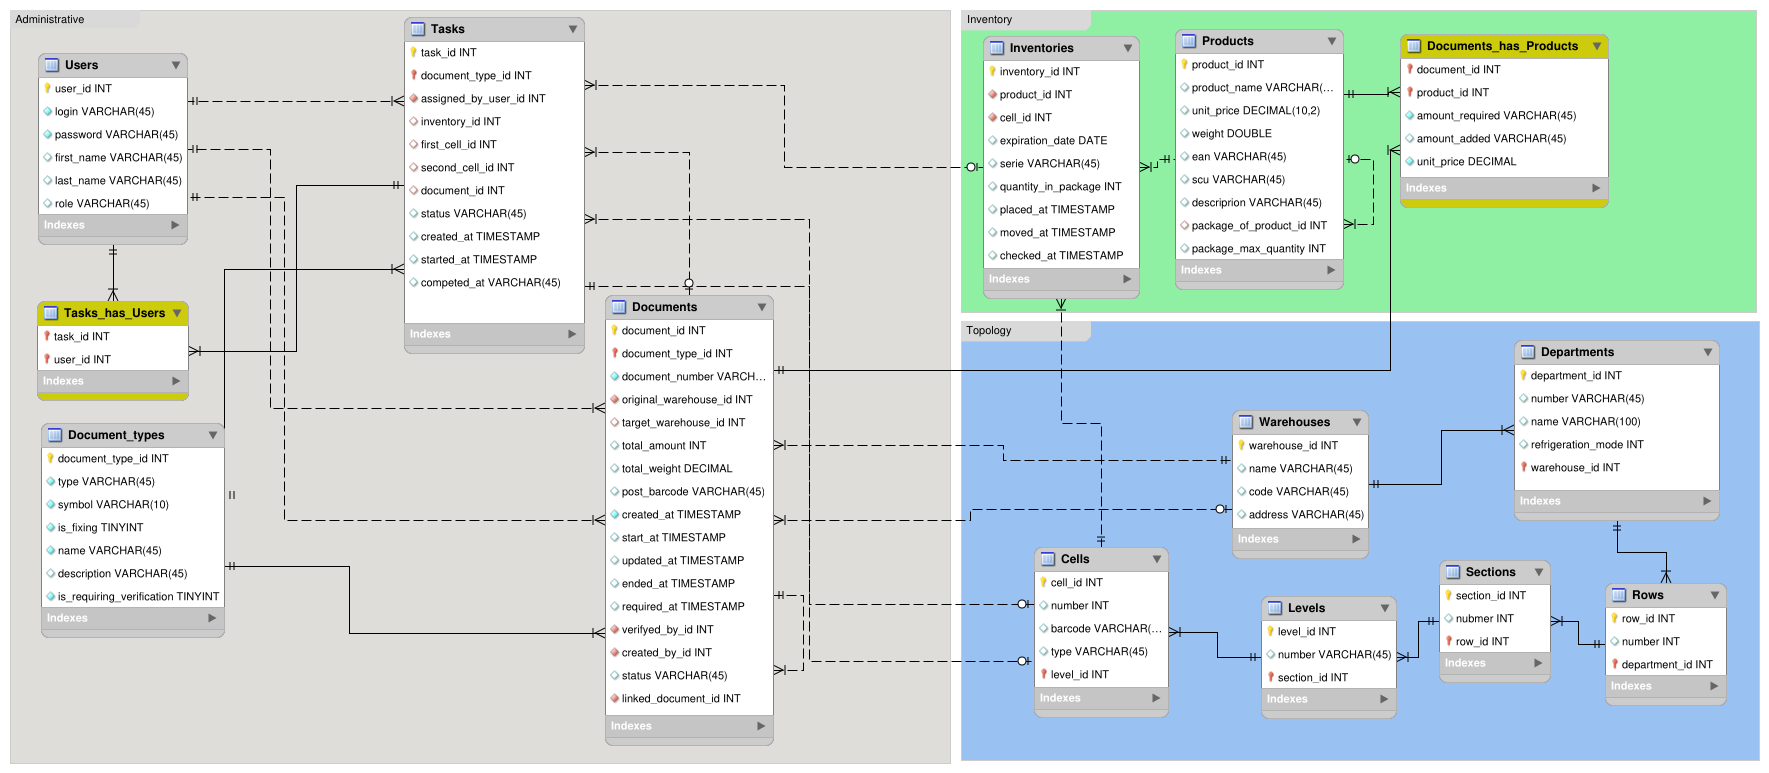 Administrative
Users
user_id INT
login VARCHAR(45)
password VARCHAR(45)
first_name VARCHAR(45)
last_name VARCHAR(45)
role VARCHAR(45)
Indexes
Tasks_has_Users
task_id INT
user_id INT
Indexes
Document_types
document_type_id INT
type VARCHAR(45)
symbol VARCHAR(10)
is_fixing TINYINT
name VARCHAR(45)
description VARCHAR(45)
is_requiring_verification TINYINT
Indexes
Tasks
task_id INT
document_type_id INT
assigned_by_user_id INT
inventory_id INT
first_cell_id INT
second_cell_id INT
document_id INT
status VARCHAR(45)
created_at TIMESTAMP
started_at TIMESTAMP
competed_at VARCHAR(45)
Indexes
Documents
document_id INT
document_type_id INT
document_number VARCH...
original_warehouse_id INT
target_warehouse_id INT
total_amount INT
total_weight DECIMAL
post_barcode VARCHAR(45)
created_at TIMESTAMP
start_at TIMESTAMP
updated_at TIMESTAMP
ended_at TIMESTAMP
required_at TIMESTAMP
verifyed_by_id INT
created_by_id INT
status VARCHAR(45)
linked_document_id INT
Indexes
Inventory
Inventories
inventory_id INT
product_id INT
cell_id INT
expiration_date DATE
serie VARCHAR(45)
quantity_in_package INT
placed_at TIMESTAMP
moved_at TIMESTAMP
checked_at TIMESTAMP
Indexes
Products
product_id INT
product_name VARCHAR(...
unit_price DECIMAL(10,2)
weight DOUBLE
ean VARCHAR(45)
scu VARCHAR(45)
descriprion VARCHAR(45)
package_of_product_id INT
package_max_quantity INT
Indexes
Documents_has_Products
document_id INT
product_id INT
amount_required VARCHAR(45)
amount_added VARCHAR(45)
unit_price DECIMAL
Indexes
Topology
Departments
department_id INT
number VARCHAR(45)
name VARCHAR(100)
refrigeration_mode INT
warehouse_id INT
Indexes
Warehouses
warehouse_id INT
name VARCHAR(45)
code VARCHAR(45)
address VARCHAR(45)
Indexes
Cells
cell_id INT
number INT
barcode VARCHAR(...
type VARCHAR(45)
level_id INT
Indexes
Levels
level_id INT
number VARCHAR(45)
section_id INT
Indexes
Sections
section_id INT
nubmer INT
row_id INT
Indexes
Rows
row_id INT
number INT
department_id INT
Indexes